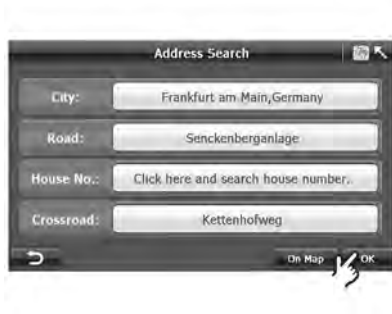 Address Search
City: Frankfurt am Main,Germany
Road: Senckenberganlage
House No.: Click here and search house number.
Crossroad: Kettenhofweg
On Map OK